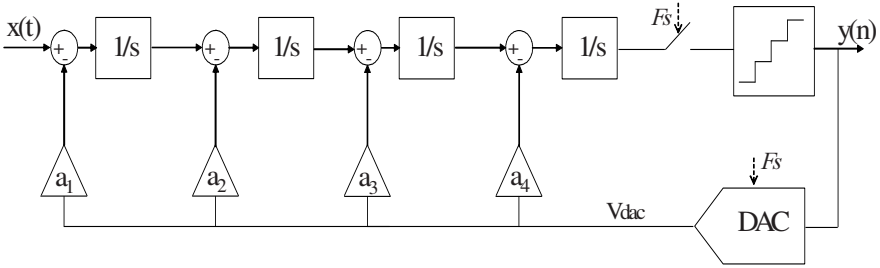 x(t) + - 1/s + - 1/s + - 1/s + - 1/s Fs y(n)
a1 a2 a3 a4
Fs
Vdac DAC